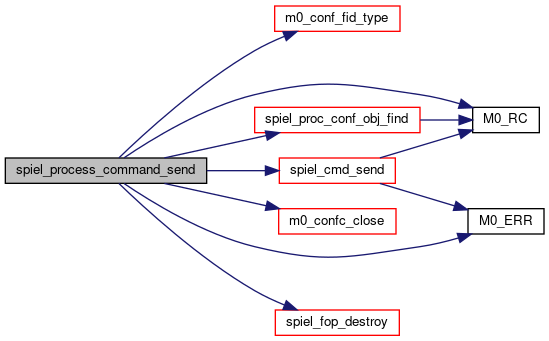 m0_conf_fid_type
spiel_proc_conf_obj_find
M0_RC
spiel_process_command_send
spiel_cmd_send
m0_confc_close
M0_ERR
spiel_fop_destroy